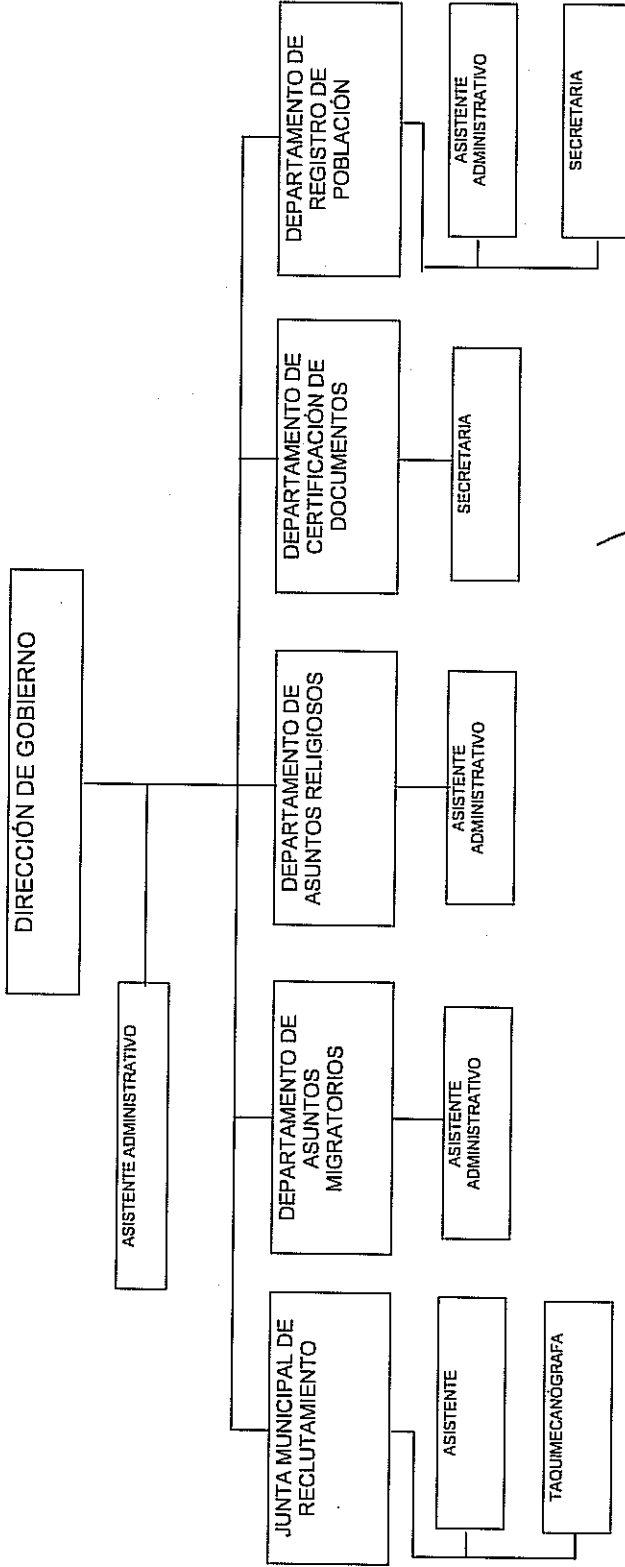 DIRECCIÓN DE GOBIERNO
ASISTENTE ADMINISTRATIVO
JUNTA MUNICIPAL DE
RECLUTAMIENTO
ASISTENTE
TAQUIMECANÓGRAFA
DEPARTAMENTO DE
ASUNTOS
MIGRATORIOS
ASISTENTE
ADMINISTRATIVO
DEPARTAMENTO DE
ASUNTOS RELIGIOSOS
ASISTENTE
ADMINISTRATIVO
DEPARTAMENTO DE
CERTIFICACIÓN DE
DOCUMENTOS
SECRETARIA
DEPARTAMENTO DE
REGISTRO DE
POBLACIÓN
ASISTENTE
ADMINISTRATIVO
SECRETARIA